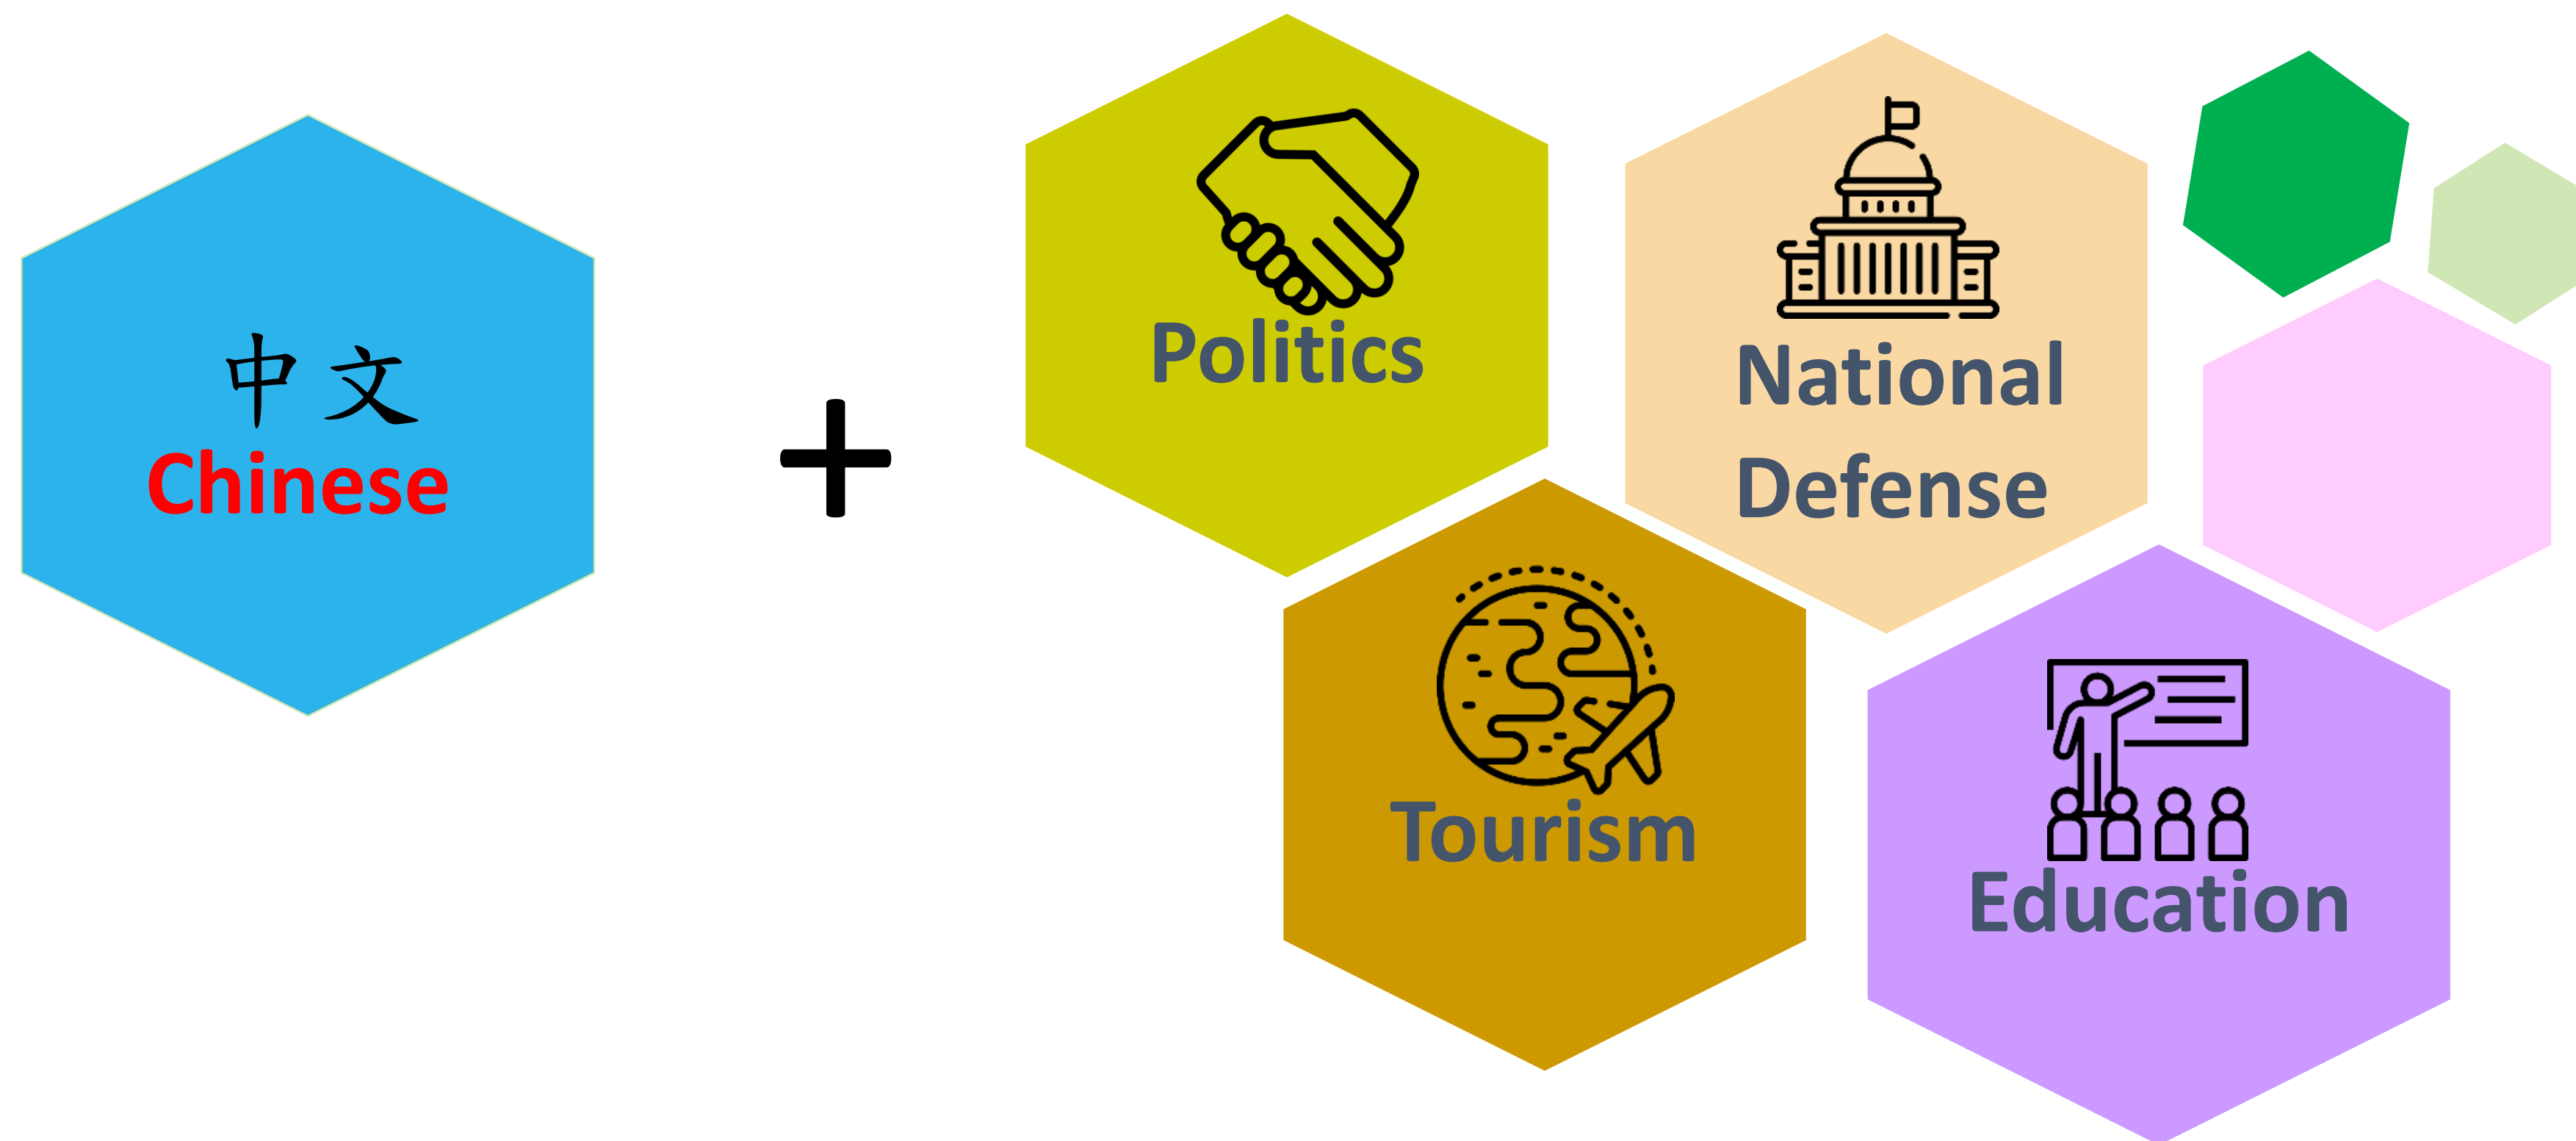 中文
Chinese
+
Politics
National
Defense
Tourism
Education